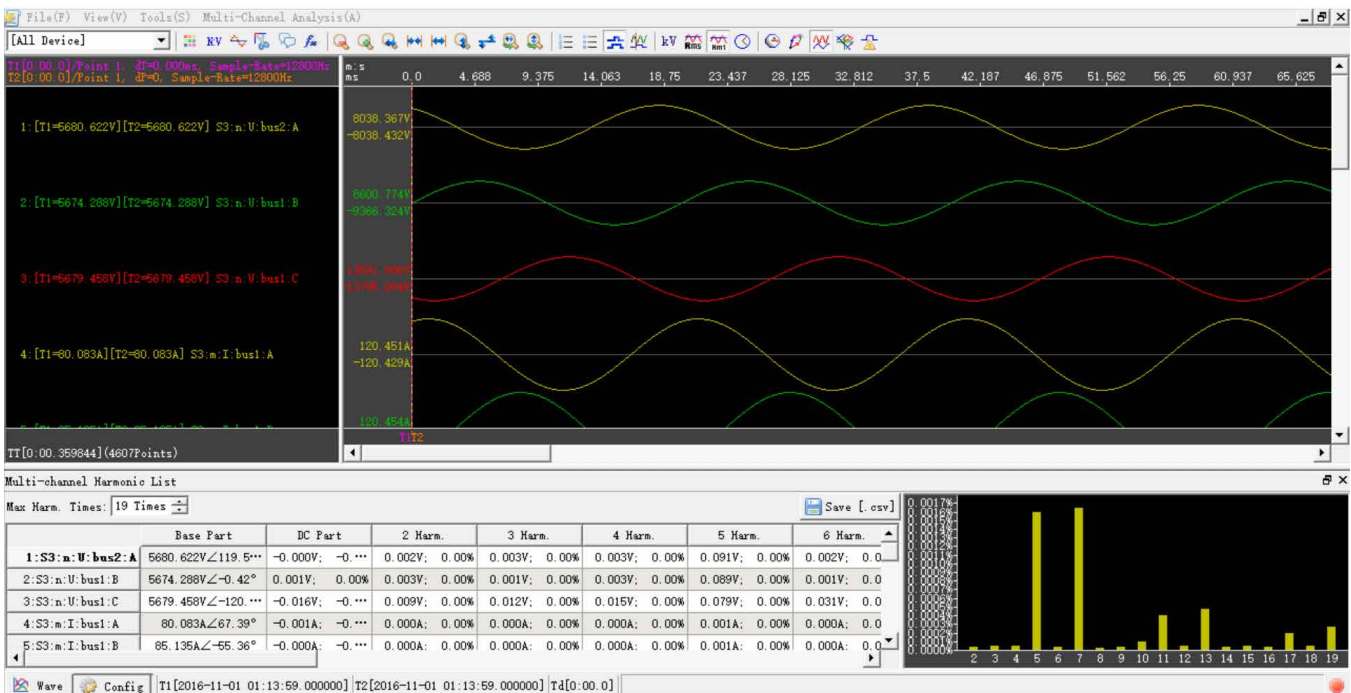 File(F) View(V) Tools(S) Multi-Channel Analysis(A)
[All Device]
T1[0:00.0]/Point 1, dT=0.000ms, Sample-Rate=12800Hz
T2[0:00.0]/Point 1, dP=0, Sample-Rate=12800Hz
m:s
ms 0.0 4.688 9.375 14.063 18.75 23.437 28.125 32.812 37.5 42.187 46.875 51.562 56.25 60.937 65.625
1:[T1=5680.622V][T2=5680.622V] S3:n:U:bus2:A
8038.367V
-8038.432V
2:[T1=5674.288V][T2=5674.288V] S3:n:U:bus1:B
8600.774V
-9366.324V
3:[T1=5679.458V][T2=5679.458V] S3:n:U:bus1:C
4:[T1=80.083A][T2=80.083A] S3:m:I:bus1:A
120.451A
-120.429A
120.454A
T1T2
TT[0:00.359844](4607Points)
Multi-channel Harmonic List
Max Harm. Times: 19 Times
Save [.csv]
Base Part DC Part 2 Harm. 3 Harm. 4 Harm. 5 Harm. 6 Harm.
1:S3:n:U:bus2:A 5680.622V∠119.5··· -0.000V; -0.··· 0.002V; 0.00% 0.003V; 0.00% 0.003V; 0.00% 0.091V; 0.00% 0.002V; 0.0
2:S3:n:U:bus1:B 5674.288V∠-0.42° 0.001V; 0.00% 0.003V; 0.00% 0.001V; 0.00% 0.003V; 0.00% 0.089V; 0.00% 0.001V; 0.0
3:S3:n:U:bus1:C 5679.458V∠-120.··· -0.016V; -0.··· 0.009V; 0.00% 0.012V; 0.00% 0.015V; 0.00% 0.079V; 0.00% 0.031V; 0.0
4:S3:m:I:bus1:A 80.083A∠67.39° -0.001A; -0.··· 0.000A; 0.00% 0.000A; 0.00% 0.000A; 0.00% 0.001A; 0.00% 0.000A; 0.0
5:S3:m:I:bus1:B 85.135A∠-55.36° -0.000A; -0.··· 0.000A; 0.00% 0.000A; 0.00% 0.000A; 0.00% 0.001A; 0.00% 0.000A; 0.0
0.0017%
0.0000%
2 3 4 5 6 7 8 9 10 11 12 13 14 15 16 17 18 19
Wave Config T1[2016-11-01 01:13:59.000000] T2[2016-11-01 01:13:59.000000] Td[0:00.0]